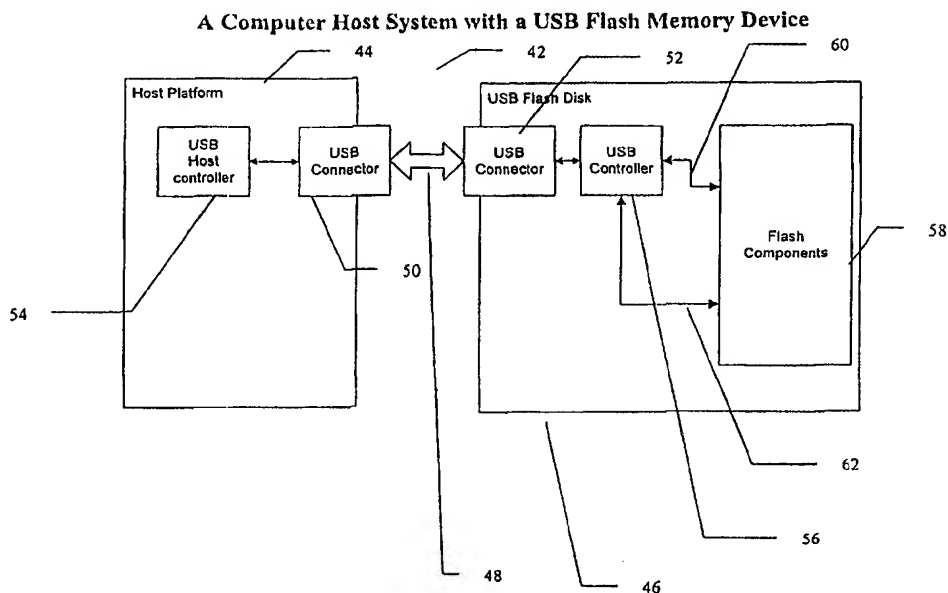 A Computer Host System with a USB Flash Memory Device
44
42
52
60
Host Platform
USB Flash Disk
USB
Host
controller
USB
Connector
USB
Connector
USB
Controller
Flash
Components
58
50
54
62
56
48
46